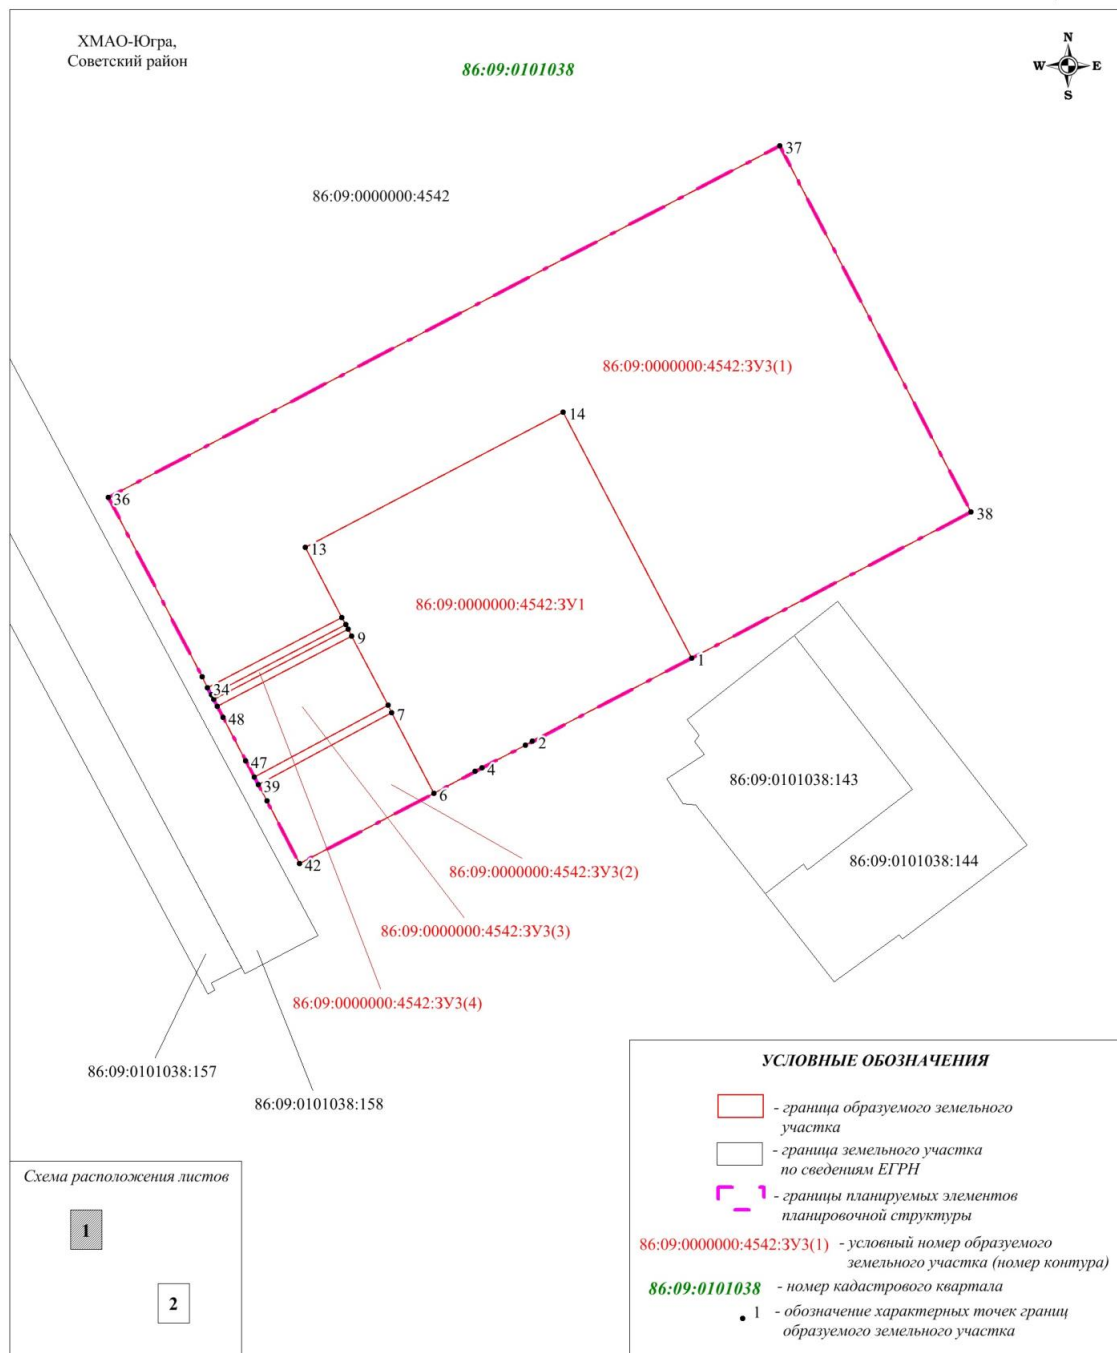 ХМАО-Югра,
Советский район
86:09:0101038
N
W
E
S
37
86:09:0000000:4542
86:09:0000000:4542:ЗУ3(1)
14
36
38
13
86:09:0000000:4542:ЗУ1
9
1
34
48
7
2
47
4
39
6
86:09:0101038:143
42
86:09:0101038:144
86:09:0000000:4542:ЗУ3(2)
86:09:0000000:4542:ЗУ3(3)
86:09:0000000:4542:ЗУ3(4)
86:09:0101038:157
86:09:0101038:158
УСЛОВНЫЕ ОБОЗНАЧЕНИЯ
- граница образуемого земельного
участка
- граница земельного участка
по сведениям ЕГРН
- границы планируемых элементов
планировочной структуры
86:09:0000000:4542:ЗУ3(1) - условный номер образуемого
земельного участка (номер контура)
86:09:0101038 - номер кадастрового квартала
1 - обозначение характерных точек границ
образуемого земельного участка
Схема расположения листов
1
2